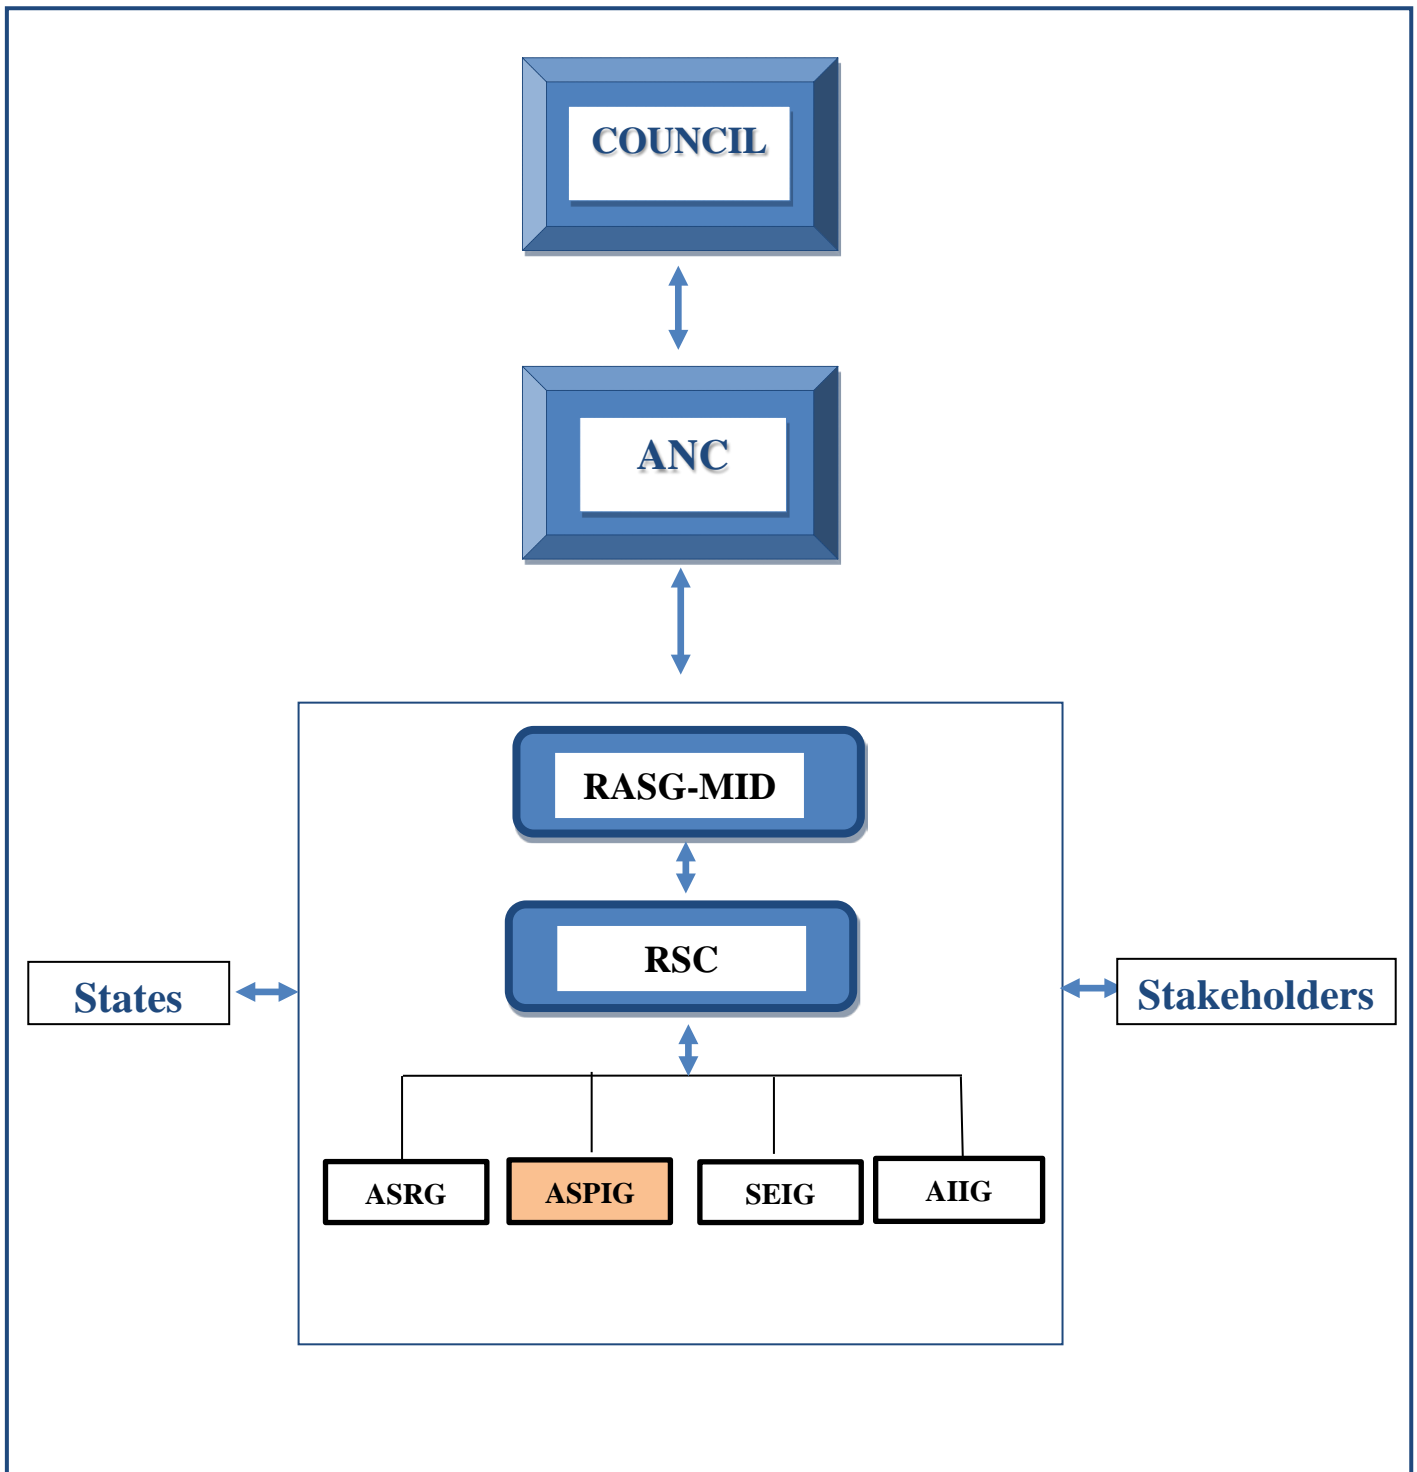 COUNCIL
ANC
RASG-MID
RSC
States
Stakeholders
ASRG
ASPIG
SEIG
AIIG